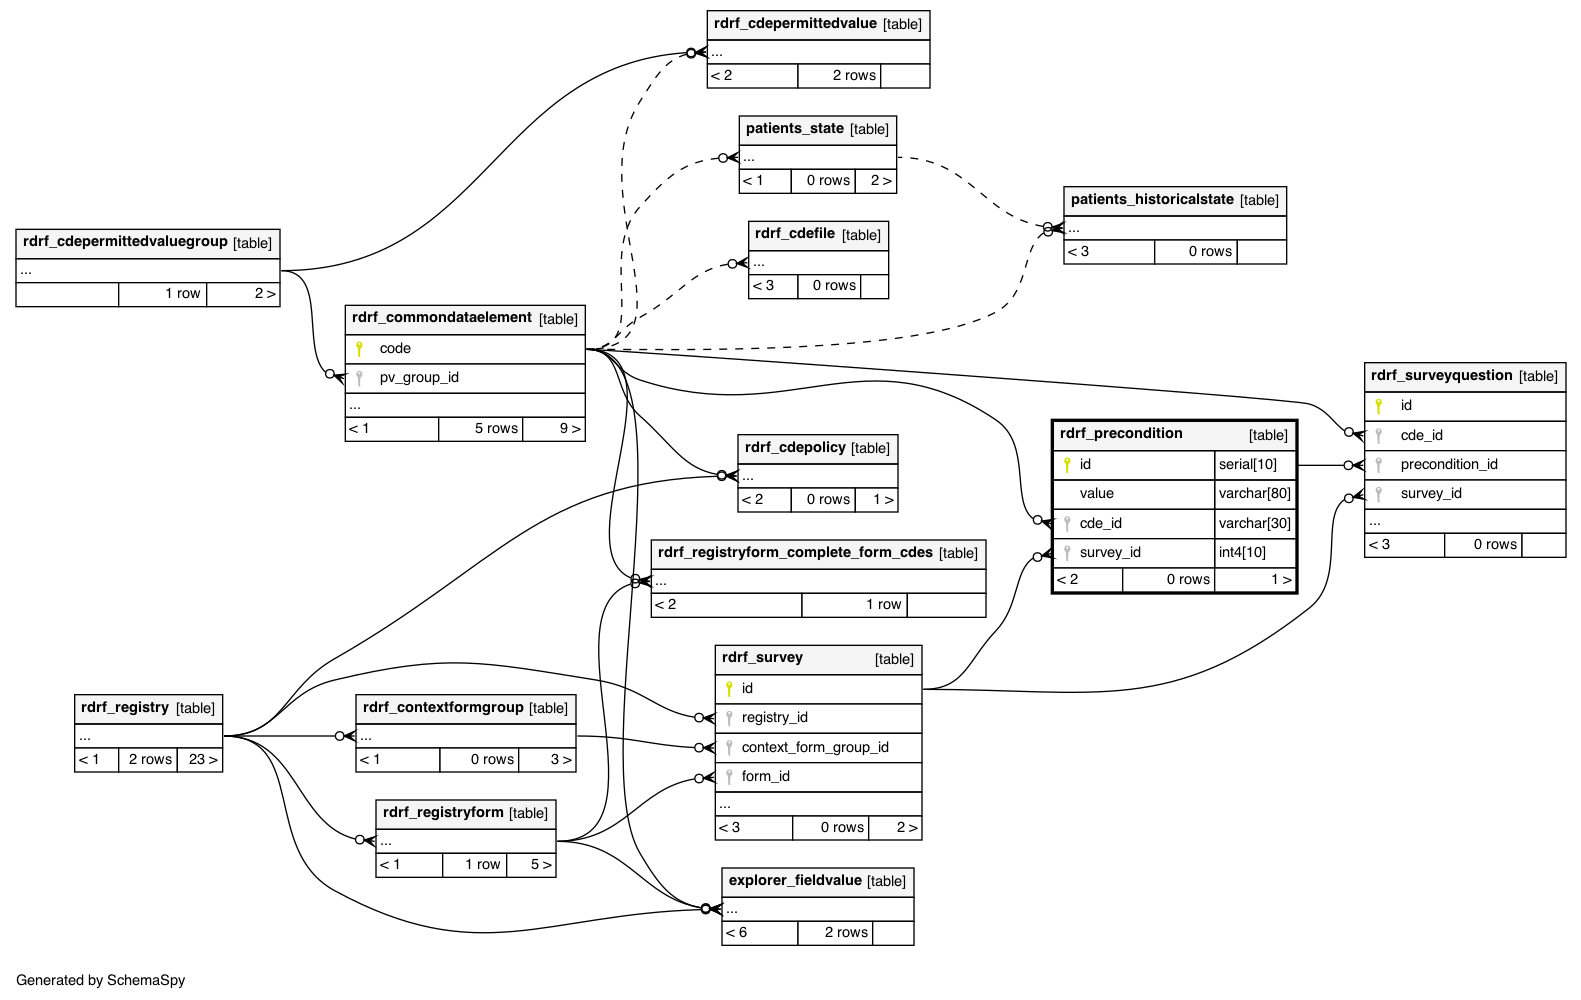 rdrf_cdepermittedvalue [table]
...
< 2 2 rows
patients_state [table]
...
< 1 0 rows 2 >
patients_historicalstate [table]
...
< 3 0 rows
rdrf_cdefile [table]
...
< 3 0 rows
rdrf_cdepermittedvaluegroup [table]
...
1 row 2 >
rdrf_commondataelement [table]
code
pv_group_id
...
< 1 5 rows 9 >
rdrf_surveyquestion [table]
id
cde_id
precondition_id
survey_id
...
< 3 0 rows
rdrf_precondition [table]
id serial[10]
value varchar[80]
cde_id varchar[30]
survey_id int4[10]
< 2 0 rows 1 >
rdrf_cdepolicy [table]
...
< 2 0 rows 1 >
rdrf_registryform_complete_form_cdes [table]
...
< 2 1 row
rdrf_survey [table]
id
registry_id
context_form_group_id
form_id
...
< 3 0 rows 2 >
rdrf_registry [table]
...
< 1 2 rows 23 >
rdrf_contextformgroup [table]
...
< 1 0 rows 3 >
rdrf_registryform [table]
...
< 1 1 row 5 >
explorer_fieldvalue [table]
...
< 6 2 rows
Generated by SchemaSpy